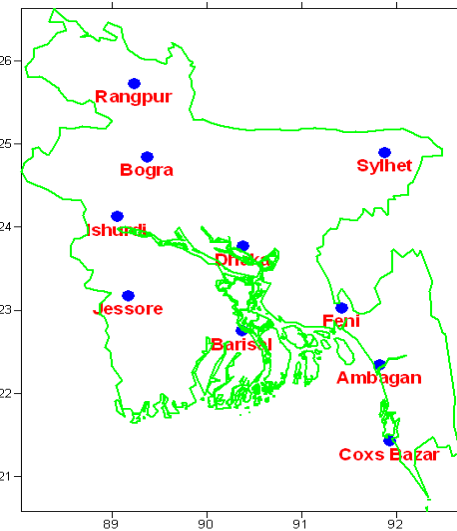 26
Rangpur
25
Bogra
Sylhet
24
Ishurdi
Dhaka
23
Jessore
Feni
Barisal
22
Ambagan
Coxs Bazar
21
89 90 91 92